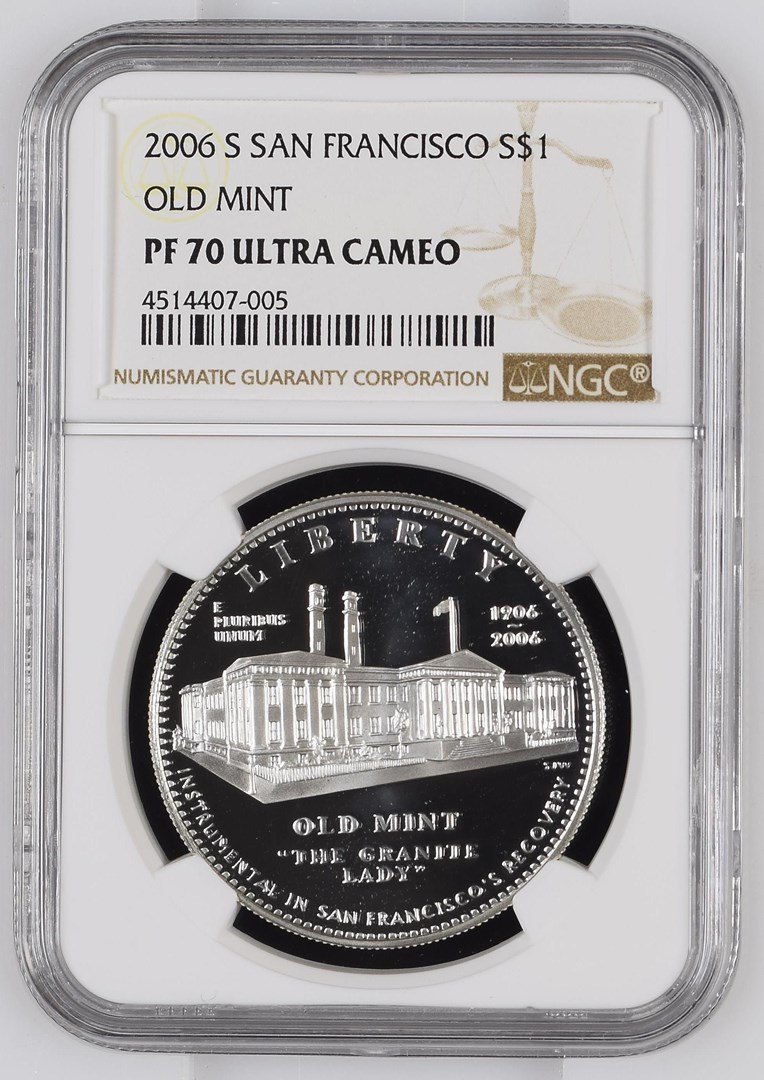 2006 S SAN FRANCISCO S$1
OLD MINT
PF 70 ULTRA CAMEO
4514407-005
NUMISMATIC GUARANTY CORPORATION
NGC®
LIBERTY
E
PLURIBUS
UNUM
1906
~
2006
OLD MINT
"THE GRANITE
LADY"
INSTRUMENTAL IN SAN FRANCISCO'S RECOVERY